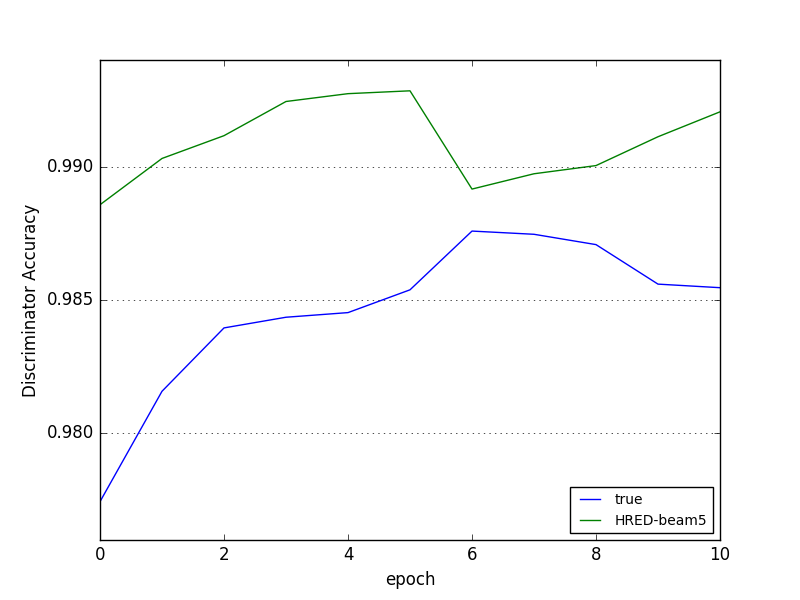 0.990
0.985
0.980
Discriminator Accuracy
true
HRED-beam5
0 2 4 6 8 10
epoch